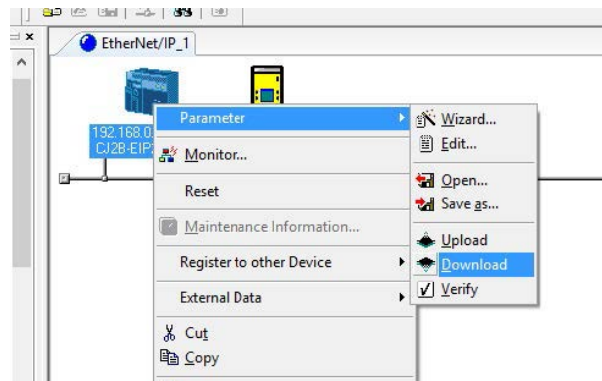 EtherNet/IP_1
192.168.0.
CJ2B-EIP
Parameter
Monitor...
Reset
Maintenance Information...
Register to other Device
External Data
Cut
Copy
Wizard...
Edit...
Open...
Save as...
Upload
Download
Verify